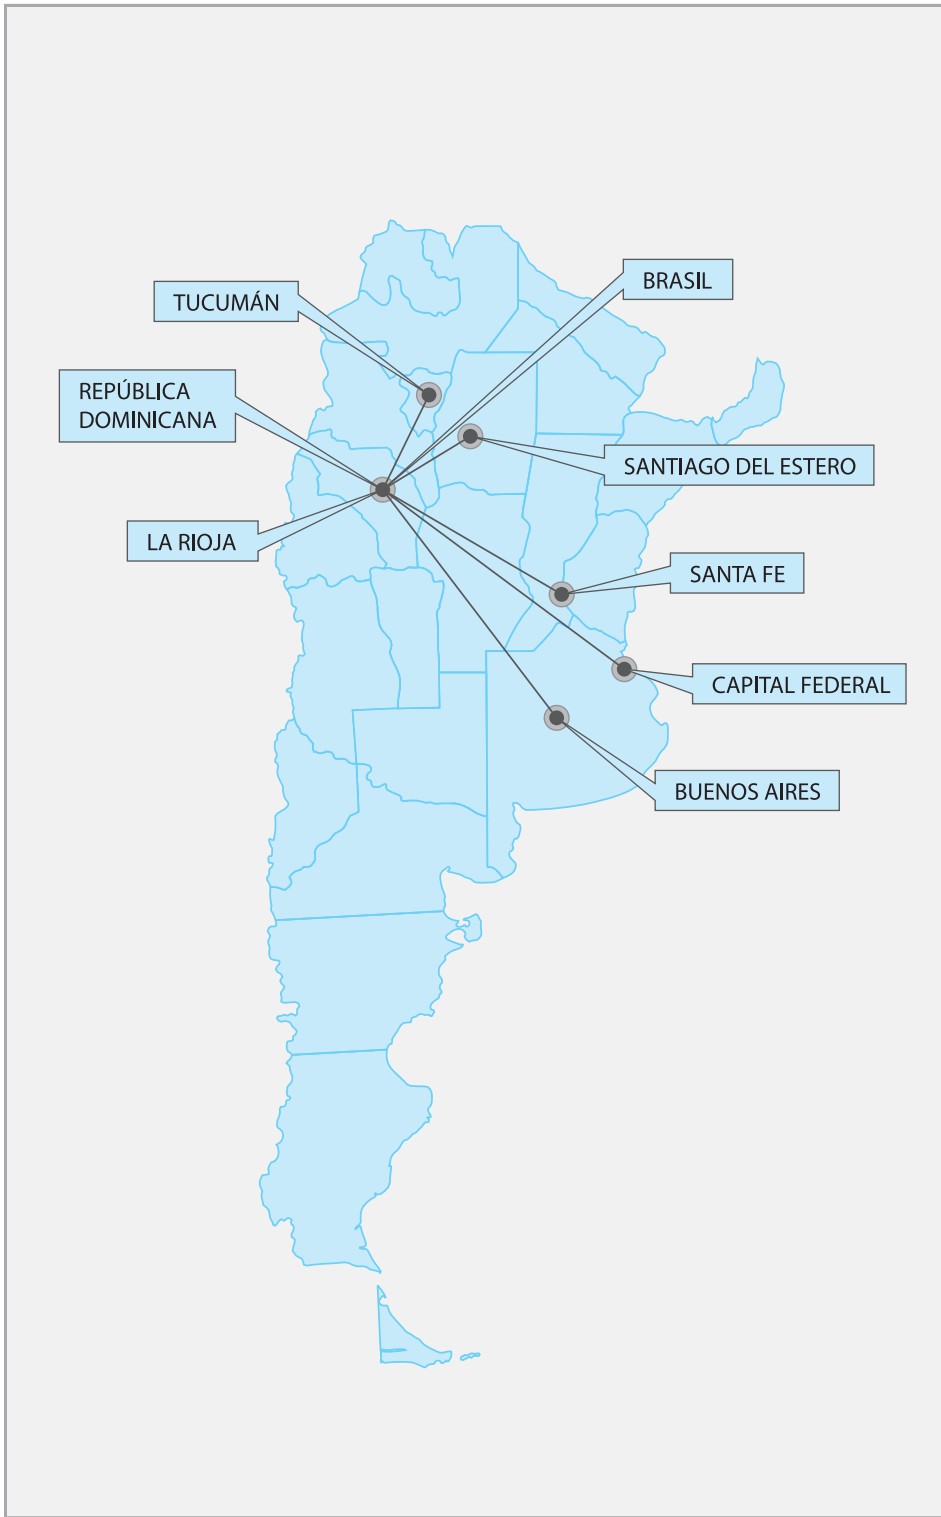 BRASIL
TUCUMÁN
REPÚBLICA
DOMINICANA
SANTIAGO DEL ESTERO
LA RIOJA
SANTA FE
CAPITAL FEDERAL
BUENOS AIRES